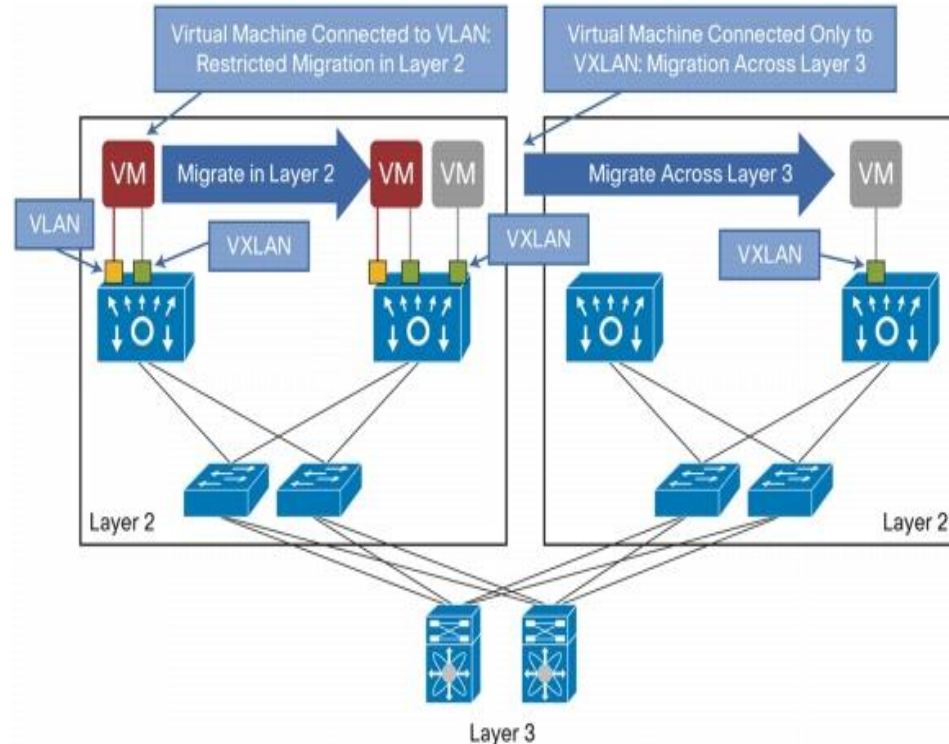 Virtual Machine Connected to VLAN:
Restricted Migration in Layer 2
Virtual Machine Connected Only to
VXLAN: Migration Across Layer 3
VM
Migrate in Layer 2
VM
VM
Migrate Across Layer 3
VM
VLAN
VXLAN
VXLAN
VXLAN
Layer 2
Layer 2
Layer 3